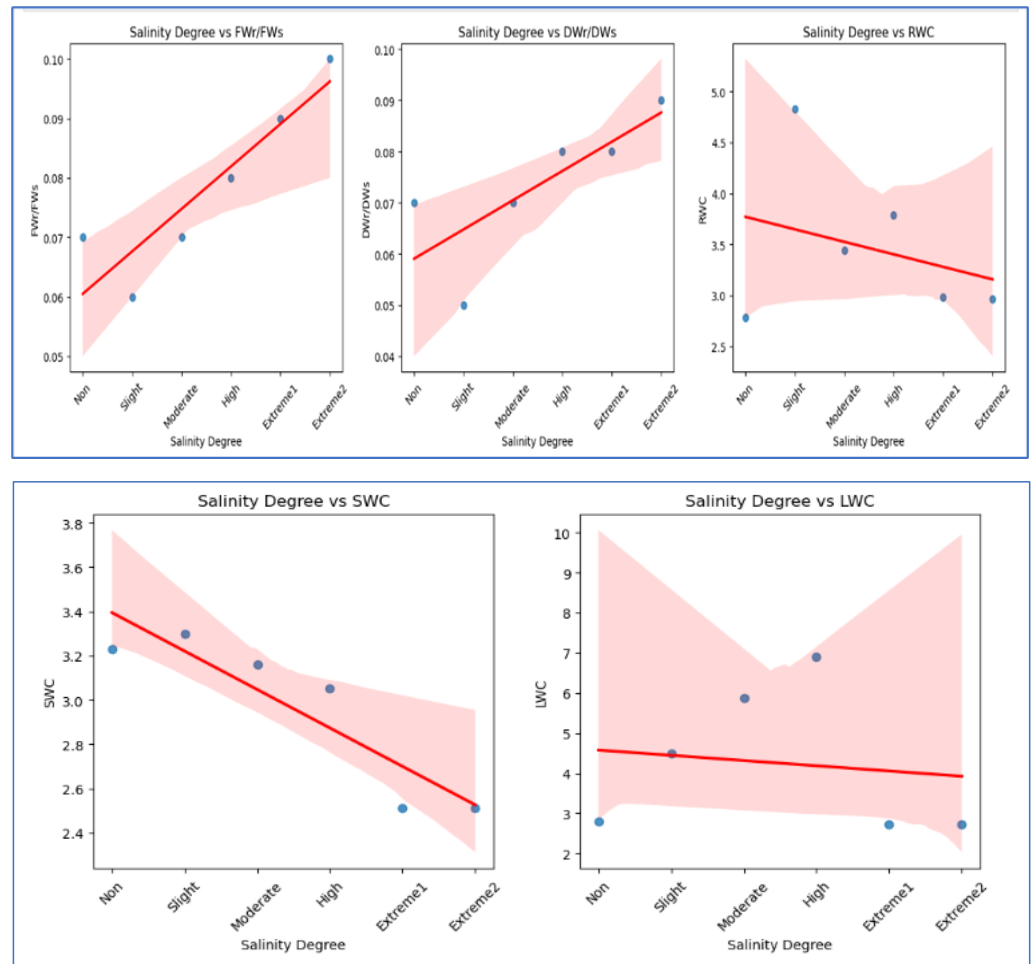 Salinity Degree vs FWr/FWs
FWr/FWs
0.10
0.09
0.08
0.07
0.06
0.05
Non
Slight
Moderate
High
Extreme1
Extreme2
Salinity Degree
Salinity Degree vs DWr/DWs
DWr/DWs
0.09
0.08
0.07
0.06
0.05
0.04
Non
Slight
Moderate
High
Extreme1
Extreme2
Salinity Degree
Salinity Degree vs RWC
RWC
5.0
4.5
4.0
3.5
3.0
2.5
Non
Slight
Moderate
High
Extreme1
Extreme2
Salinity Degree
Salinity Degree vs SWC
SWC
3.8
3.6
3.4
3.2
3.0
2.8
2.6
2.4
Non
Slight
Moderate
High
Extreme1
Extreme2
Salinity Degree
Salinity Degree vs LWC
LWC
10
9
8
7
6
5
4
3
2
Non
Slight
Moderate
High
Extreme1
Extreme2
Salinity Degree